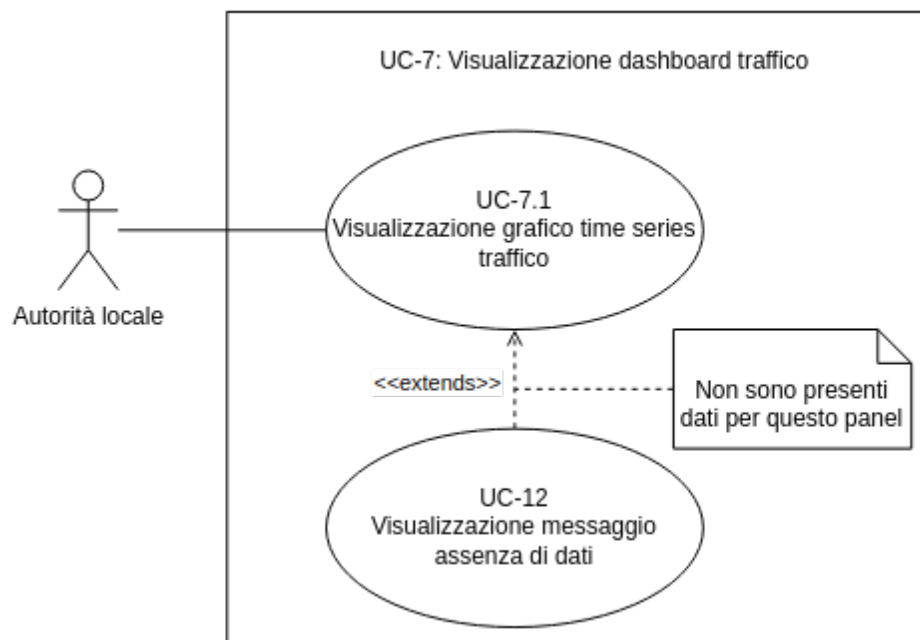 UC-7: Visualizzazione dashboard traffico
UC-7.1
Visualizzazione grafico time series
traffico
Autorità locale
<<extends>>
Non sono presenti
dati per questo panel
UC-12
Visualizzazione messaggio
assenza di dati